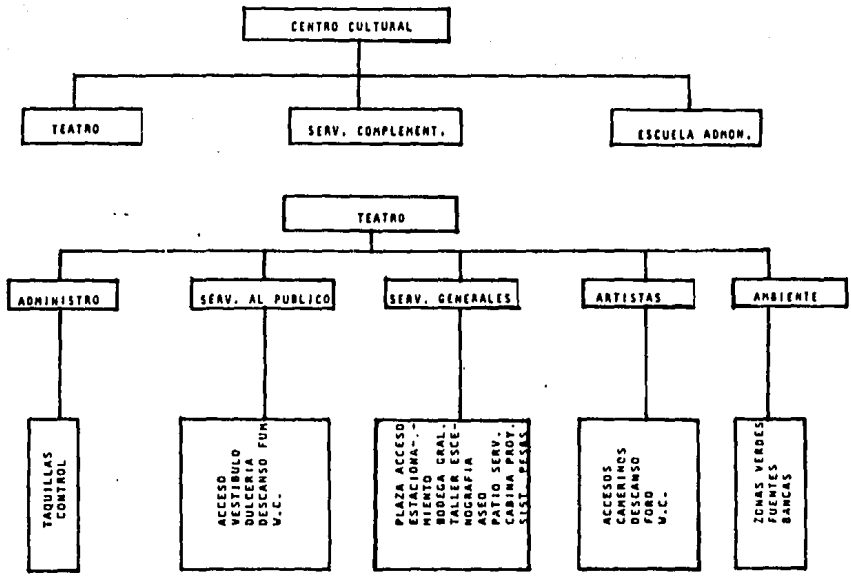 CENTRO CULTURAL
TEATRO
SERV. COMPLEMENT.
ESCUELA ADMON.
TEATRO
ADMINISTRO
SERV. AL PUBLICO
SERV. GENERALES
ARTISTAS
AMBIENTE
TAQUILLAS
CONTROL
ACCESO
VESTIBULO
DULCERIA
DESCANSO FUM
W.C.
PLAZA ACCESO
ESTACIONA-.-
MIENTO
BODEGA GRAL.
TALLER ESCE-
NOGRAFIA
ASEO
PATIO SERV.
CABINA PROY.
SIST. PESAS
ACCESOS
CAMERINOS
DESCANSO
FORO
W.C.
ZONAS VERDES
FUENTES
BANCAS